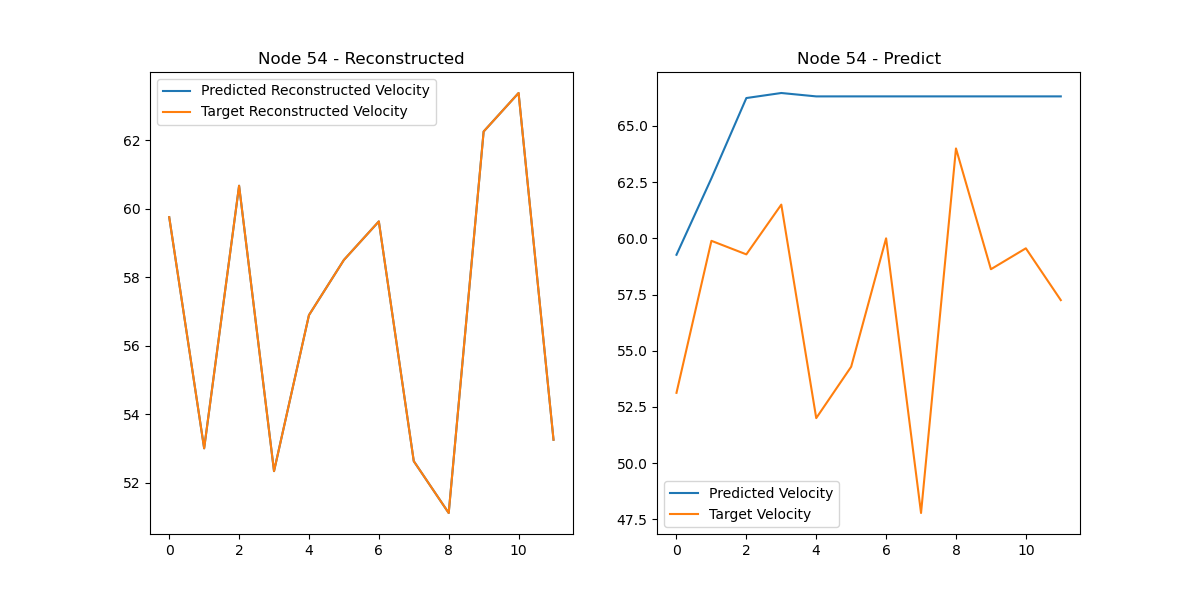 Node 54 - Reconstructed
Predicted Reconstructed Velocity
Target Reconstructed Velocity
62
60
58
56
54
52
0 2 4 6 8 10
Node 54 - Predict
65.0
62.5
60.0
57.5
55.0
52.5
50.0
47.5
Predicted Velocity
Target Velocity
0 2 4 6 8 10